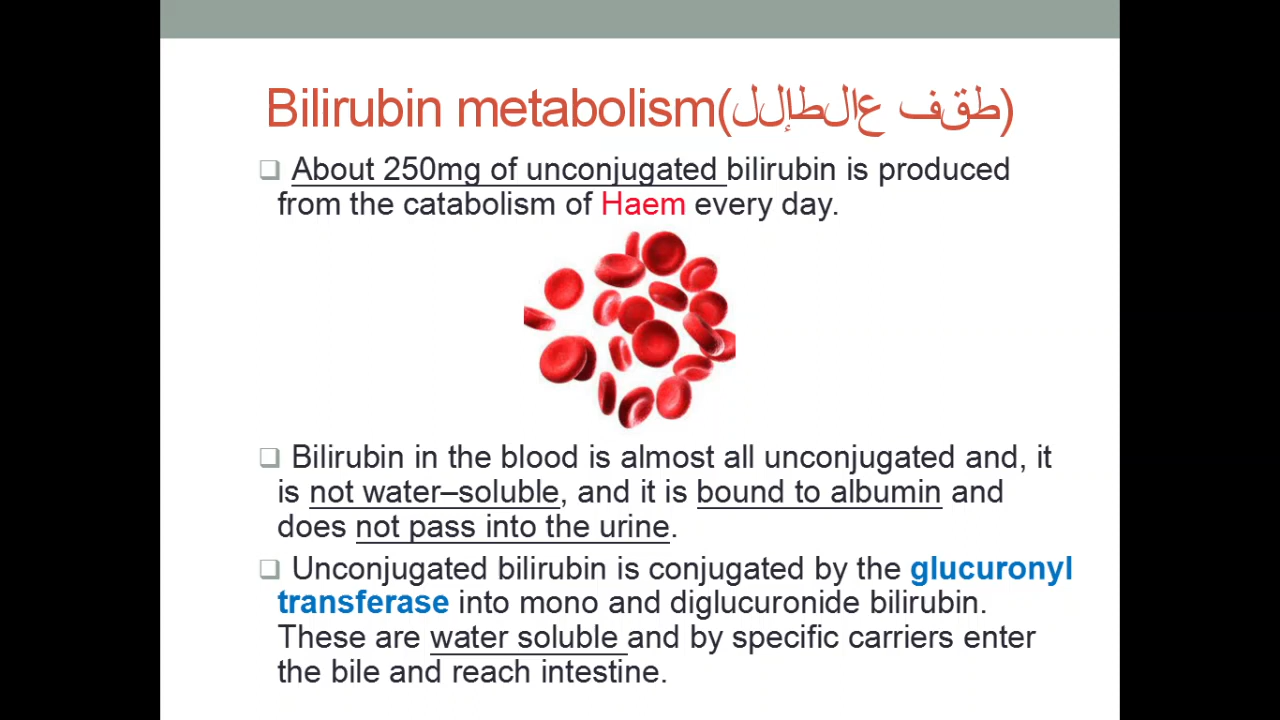 Bilirubin metabolism(للإطلاع فقط)
❑ About 250mg of unconjugated bilirubin is produced
from the catabolism of Haem every day.
❑ Bilirubin in the blood is almost all unconjugated and, it
is not water–soluble, and it is bound to albumin and
does not pass into the urine.
❑ Unconjugated bilirubin is conjugated by the glucuronyl
transferase into mono and diglucuronide bilirubin.
These are water soluble and by specific carriers enter
the bile and reach intestine.